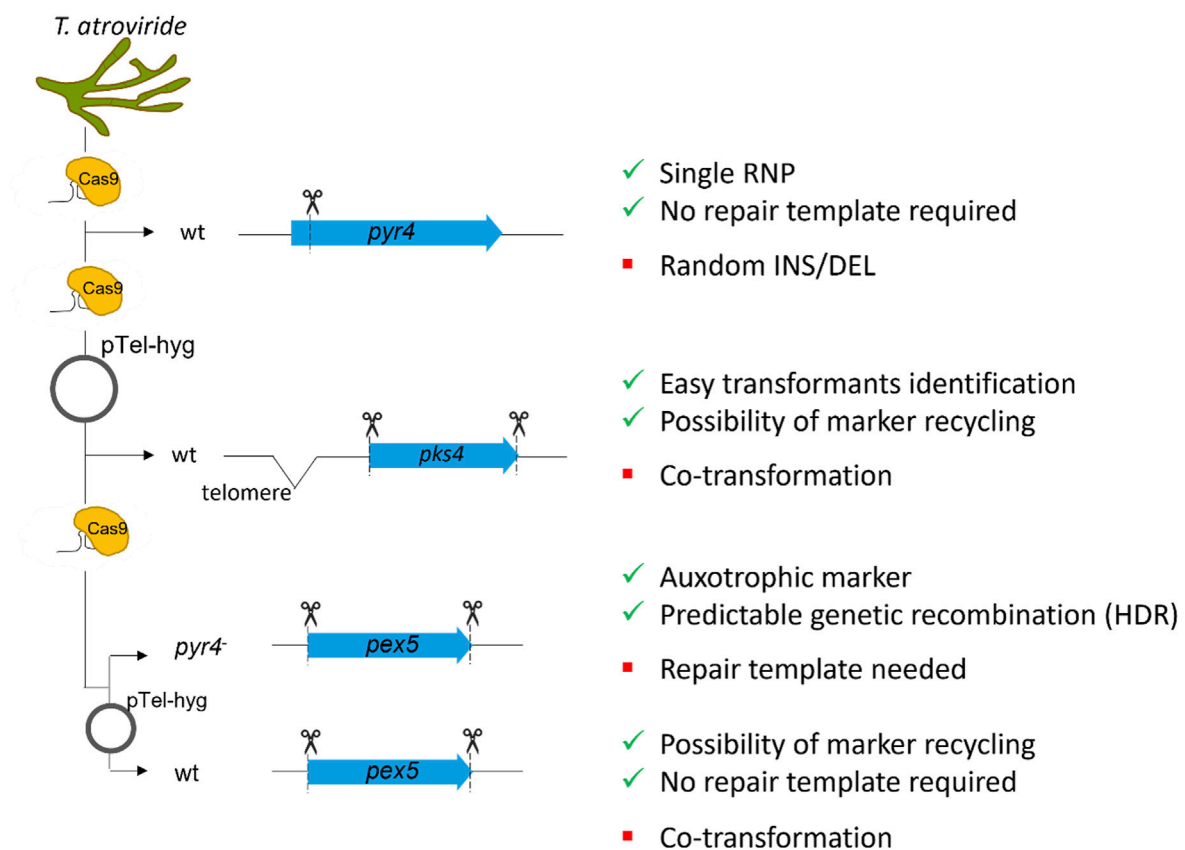 T. atroviride
Cas9
✓ Single RNP
✓ No repair template required
wt
pyr4
▪ Random INS/DEL
Cas9
pTel-hyg
✓ Easy transformants identification
✓ Possibility of marker recycling
wt
pks4
▪ Co-transformation
telomere
Cas9
✓ Auxotrophic marker
✓ Predictable genetic recombination (HDR)
pyr4-
pex5
▪ Repair template needed
pTel-hyg
✓ Possibility of marker recycling
wt
pex5
✓ No repair template required
▪ Co-transformation